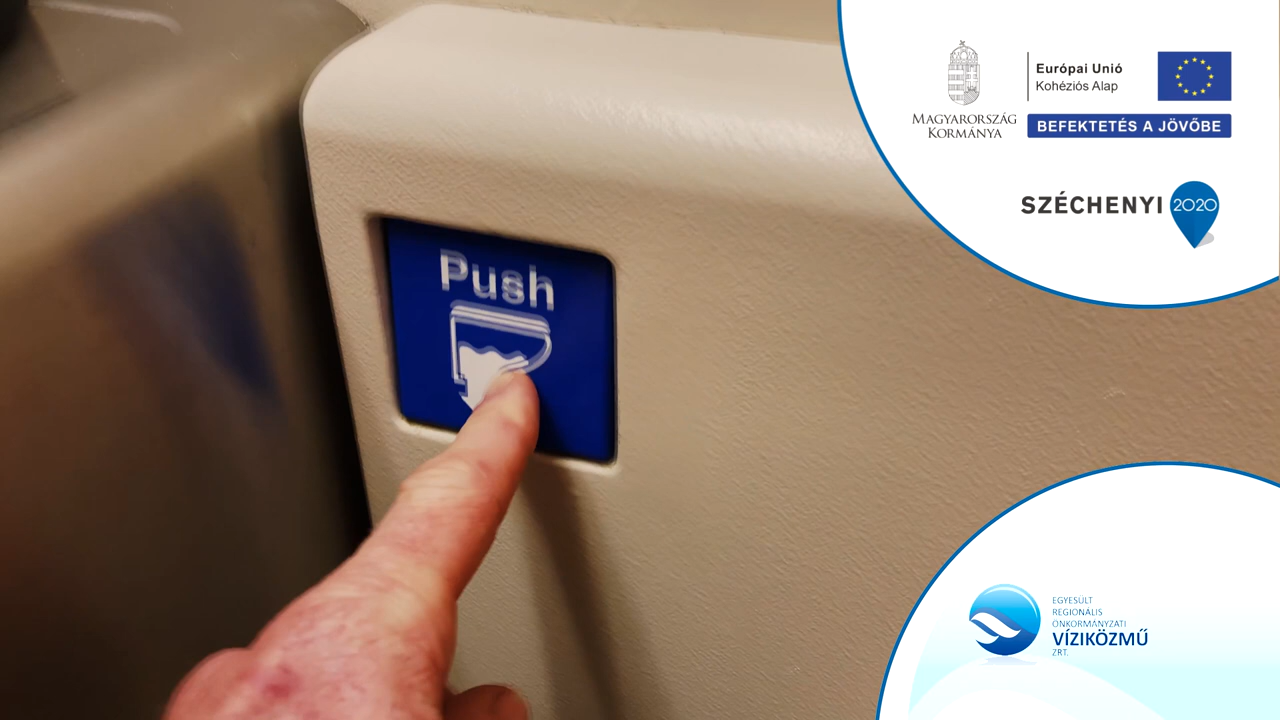 Push
MAGYARORSZÁG
KORMÁNYA
Európai Unió
Kohéziós Alap
BEFEKTETÉS A JÖVŐBE
SZÉCHENYI 2020
EGYESÜLT
REGIONÁLIS
ÖNKORMÁNYZATI
VÍZIKÖZMŰ
ZRT.